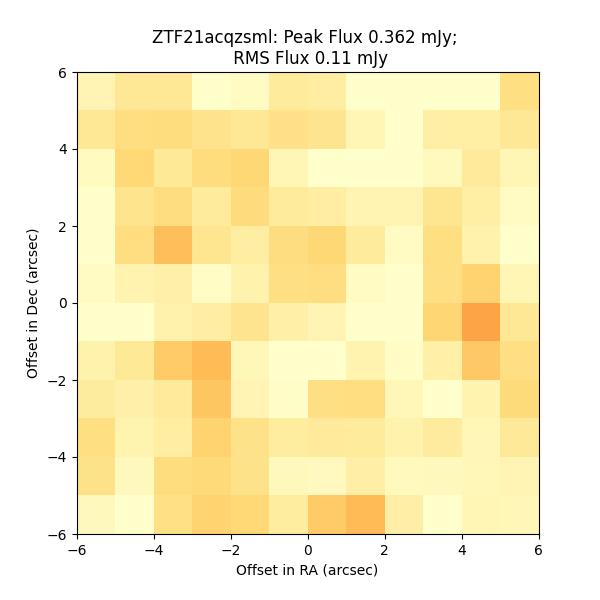 ZTF21acqzsml: Peak Flux 0.362 mJy;
RMS Flux 0.11 mJy
6
4
2
0
−2
−4
−6
Offset in Dec (arcsec)
−6 −4 −2 0 2 4 6
Offset in RA (arcsec)